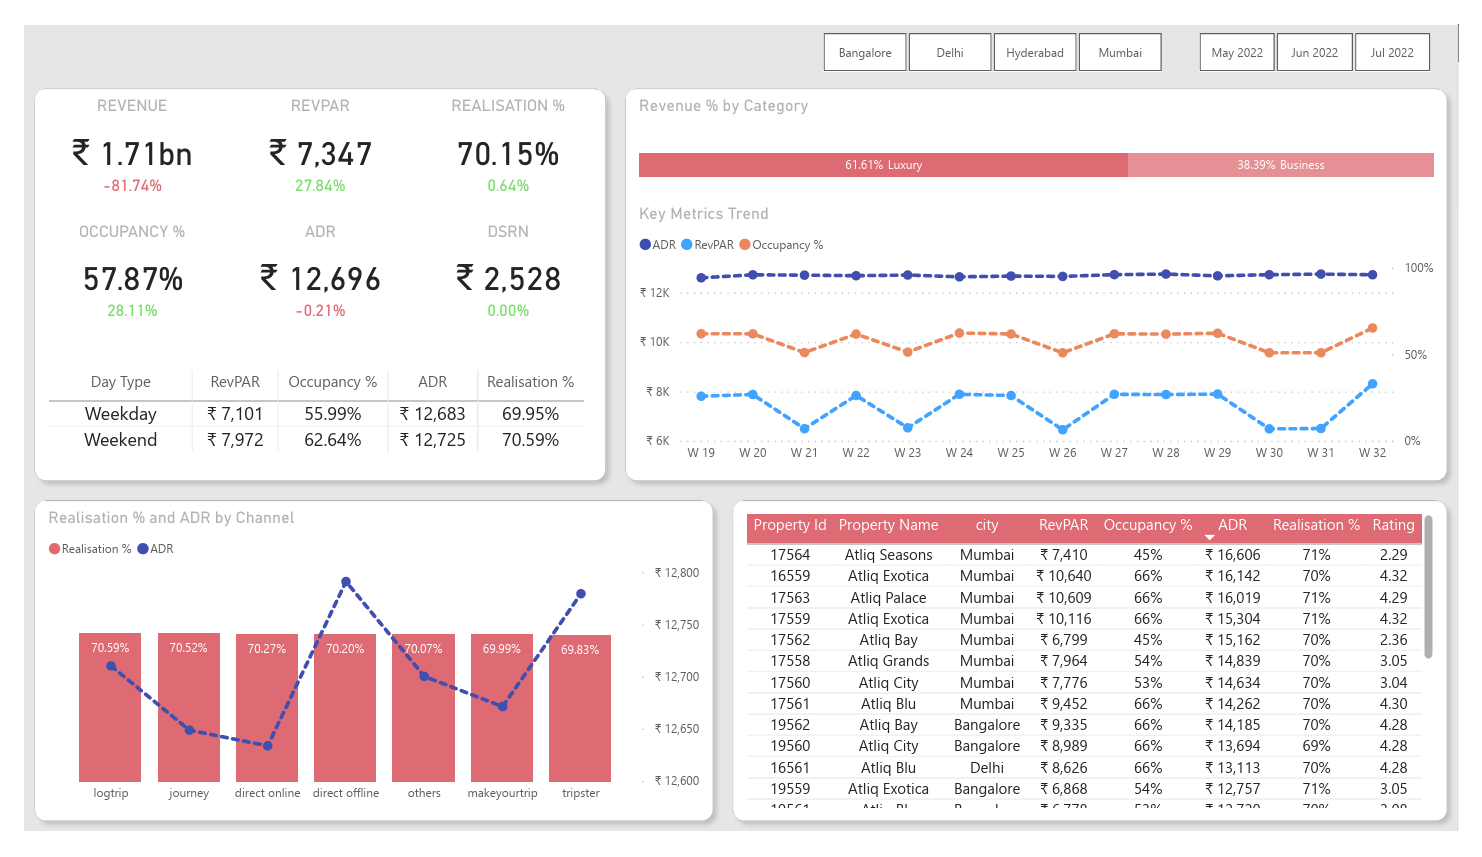 Bangalore Delhi Hyderabad Mumbai May 2022 Jun 2022 Jul 2022
REVENUE REVPAR REALISATION %
₹ 1.71bn ₹ 7,347 70.15%
-81.74% 27.84% 0.64%
OCCUPANCY % ADR DSRN
57.87% ₹ 12,696 ₹ 2,528
28.11% -0.21% 0.00%
Day Type RevPAR Occupancy % ADR Realisation %
Weekday ₹ 7,101 55.99% ₹ 12,683 69.95%
Weekend ₹ 7,972 62.64% ₹ 12,725 70.59%
Revenue % by Category
61.61% Luxury 38.39% Business
Key Metrics Trend
ADR RevPAR Occupancy %
100%
₹ 12K
₹ 10K
50%
₹ 8K
₹ 6K 0%
W 19 W 20 W 21 W 22 W 23 W 24 W 25 W 26 W 27 W 28 W 29 W 30 W 31 W 32
Realisation % and ADR by Channel
Realisation % ADR
₹ 12,800
₹ 12,750
70.59% 70.52% 70.27% 70.20% 70.07% 69.99% 69.83%
₹ 12,700
₹ 12,650
₹ 12,600
logtrip journey direct online direct offline others makeyourtrip tripster
Property Id Property Name city RevPAR Occupancy % ADR Realisation % Rating
17564 Atliq Seasons Mumbai ₹ 7,410 45% ₹ 16,606 71% 2.29
16559 Atliq Exotica Mumbai ₹ 10,640 66% ₹ 16,142 70% 4.32
17563 Atliq Palace Mumbai ₹ 10,609 66% ₹ 16,019 71% 4.29
17559 Atliq Exotica Mumbai ₹ 10,116 66% ₹ 15,304 71% 4.32
17562 Atliq Bay Mumbai ₹ 6,799 45% ₹ 15,162 70% 2.36
17558 Atliq Grands Mumbai ₹ 7,964 54% ₹ 14,839 70% 3.05
17560 Atliq City Mumbai ₹ 7,776 53% ₹ 14,634 70% 3.04
17561 Atliq Blu Mumbai ₹ 9,452 66% ₹ 14,262 70% 4.30
19562 Atliq Bay Bangalore ₹ 9,335 66% ₹ 14,185 70% 4.28
19560 Atliq City Bangalore ₹ 8,989 66% ₹ 13,694 69% 4.28
16561 Atliq Blu Delhi ₹ 8,626 66% ₹ 13,113 70% 4.28
19559 Atliq Exotica Bangalore ₹ 6,868 54% ₹ 12,757 71% 3.05